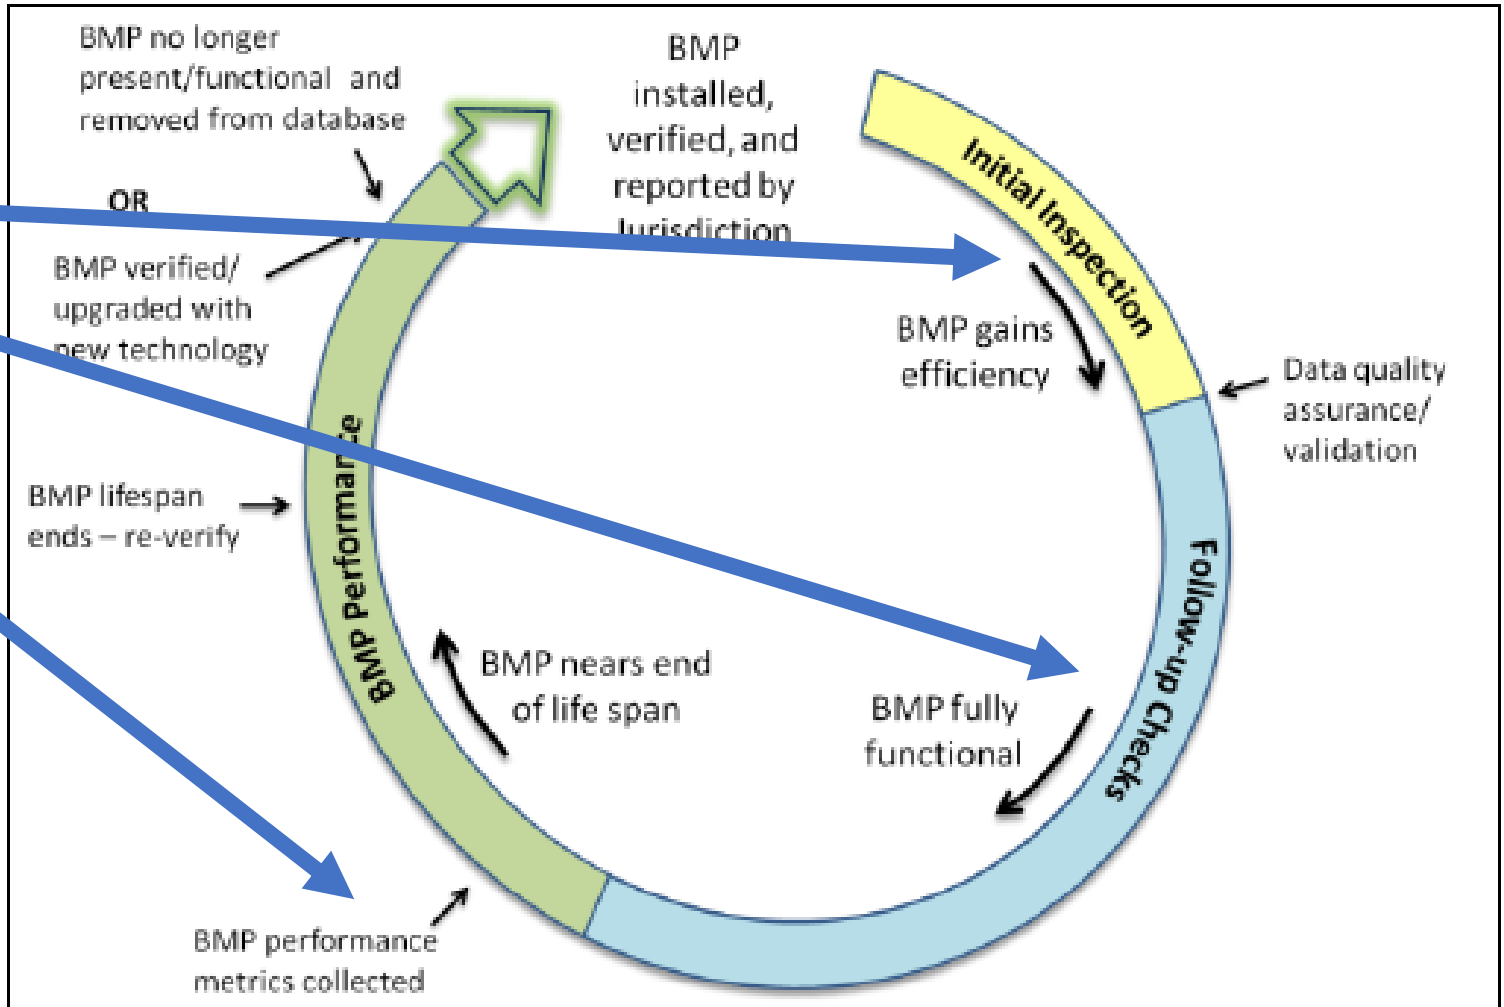 BMP no longer
present/functional and
removed from database
OR
BMP verified/
upgraded with
new technology
BMP
installed,
verified, and
reported by
Jurisdiction
Initial Inspection
BMP gains
efficiency
Data quality
assurance/
validation
Follow-up Checks
BMP fully
functional
BMP performance
metrics collected
BMP nears end
of life span
BMP Performance
BMP lifespan
ends – re-verify